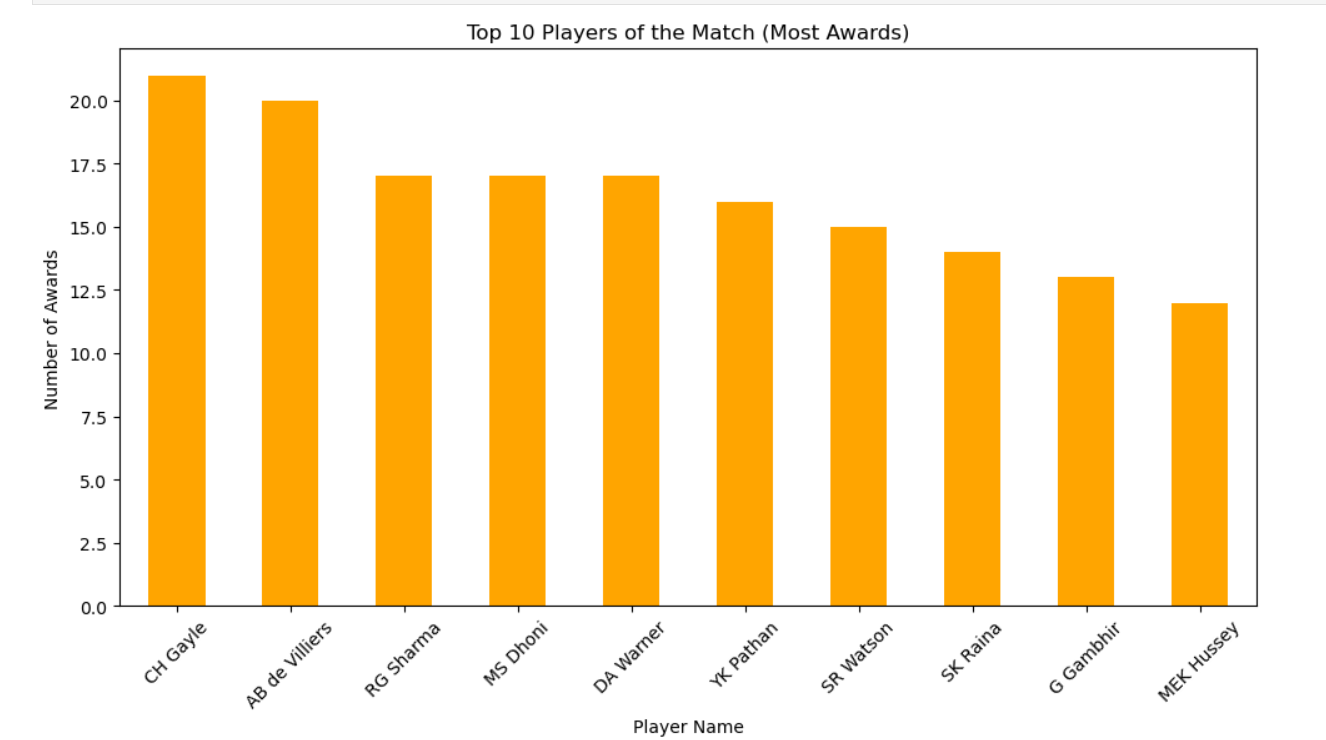 Top 10 Players of the Match (Most Awards)
Number of Awards
20.0
17.5
15.0
12.5
10.0
7.5
5.0
2.5
0.0
CH Gayle
AB de Villiers
RG Sharma
MS Dhoni
DA Warner
YK Pathan
SR Watson
SK Raina
G Gambhir
MEK Hussey
Player Name